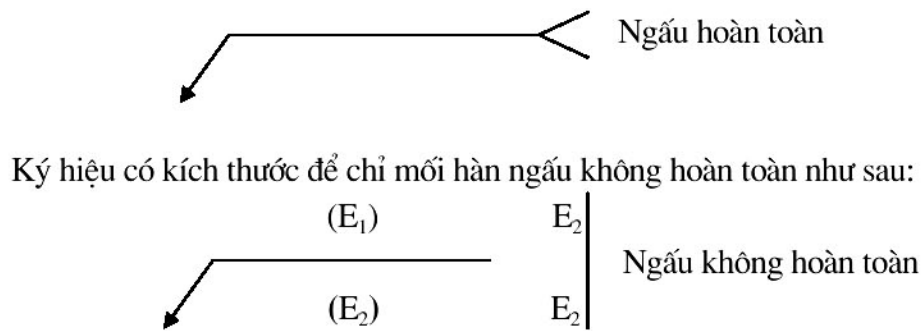 Ngấu hoàn toàn
Ký hiệu có kích thước để chỉ mối hàn ngấu không hoàn toàn như sau:
(E₁) E₂
Ngấu không hoàn toàn
(E₂) E₂